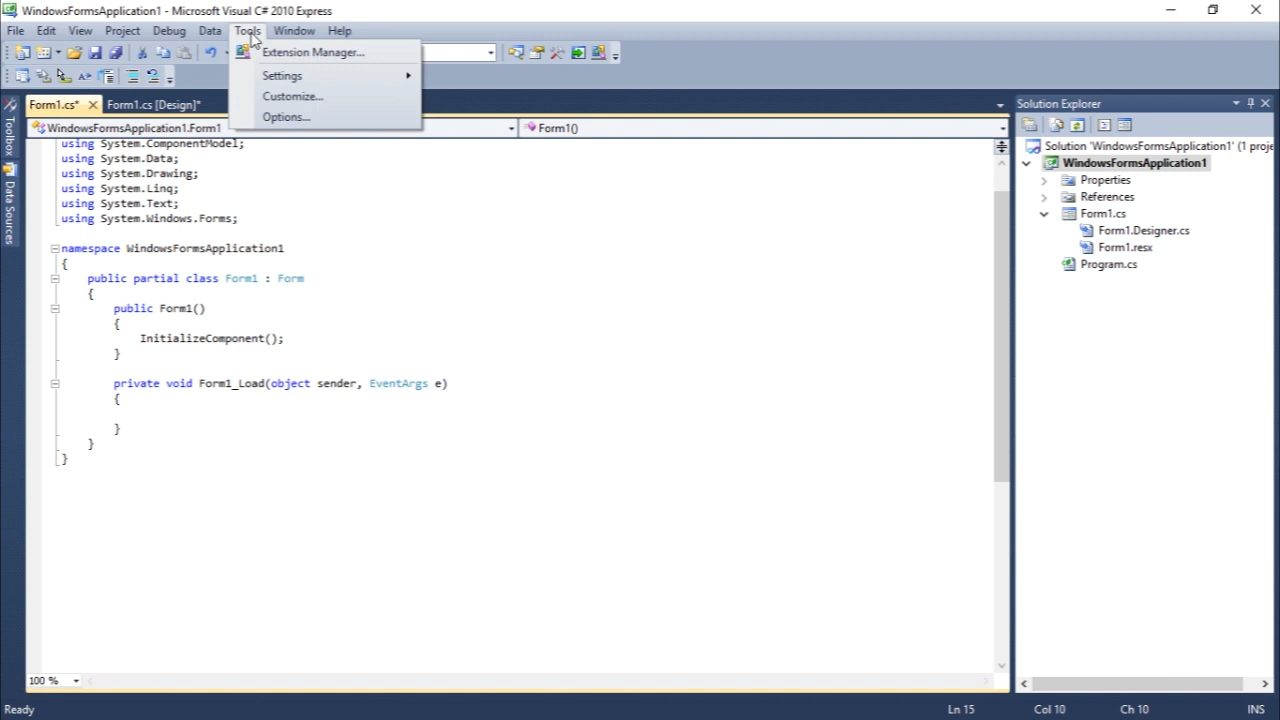 WindowsFormsApplication1 - Microsoft Visual C# 2010 Express
File Edit View Project Debug Data Tools Window Help
Extension Manager...
Settings
Customize...
Options...
Form1.cs*
Form1.cs [Design]*
Toolbox
Data Sources
WindowsFormsApplication1.Form1
Form1()
using System.ComponentModel;
using System.Data;
using System.Drawing;
using System.Linq;
using System.Text;
using System.Windows.Forms;
namespace WindowsFormsApplication1
{
public partial class Form1 : Form
{
public Form1()
{
InitializeComponent();
}
private void Form1_Load(object sender, EventArgs e)
{
}
}
}
100 %
Solution Explorer
Solution 'WindowsFormsApplication1' (1 proje
WindowsFormsApplication1
Properties
References
Form1.cs
Form1.Designer.cs
Form1.resx
Program.cs
Ready
Ln 15
Col 10
Ch 10
INS